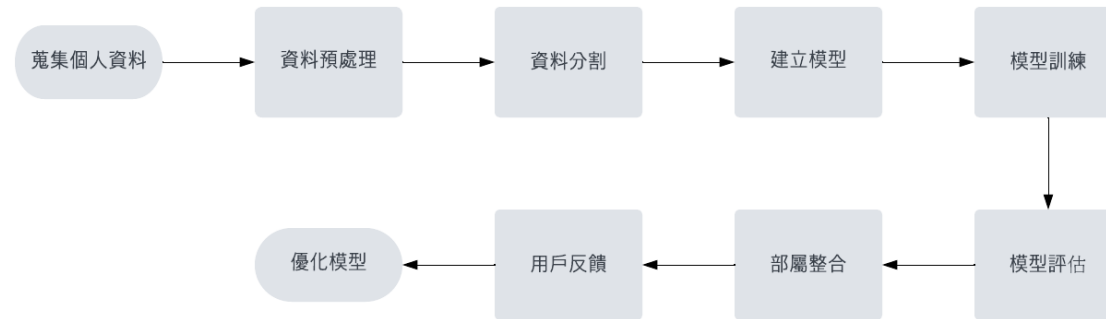 蒐集個人資料
資料預處理
資料分割
建立模型
模型訓練
模型評估
部屬整合
用戶反饋
優化模型